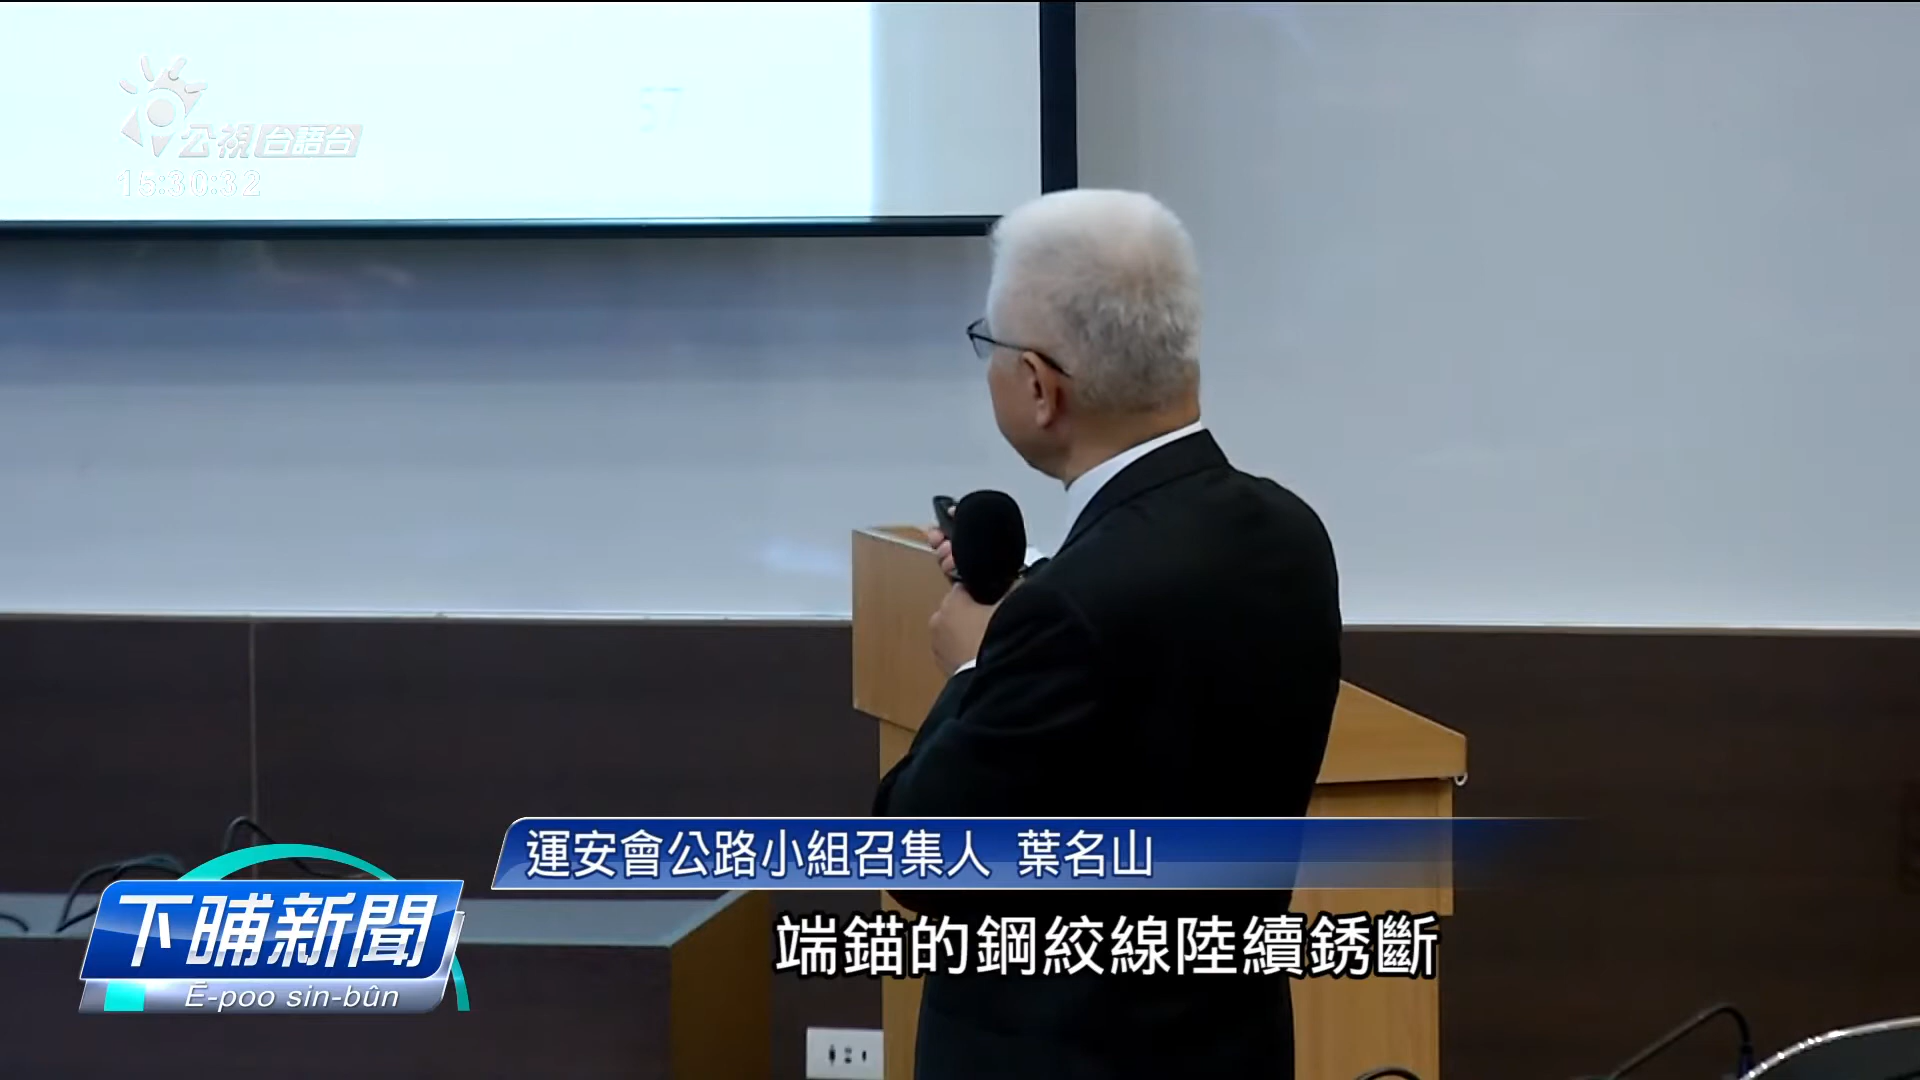 57
公視台語台
15:30:32
運安會公路小組召集人 葉名山
下晡新聞
Ē-poo sin-bûn
端錨的鋼絞線陸續銹斷